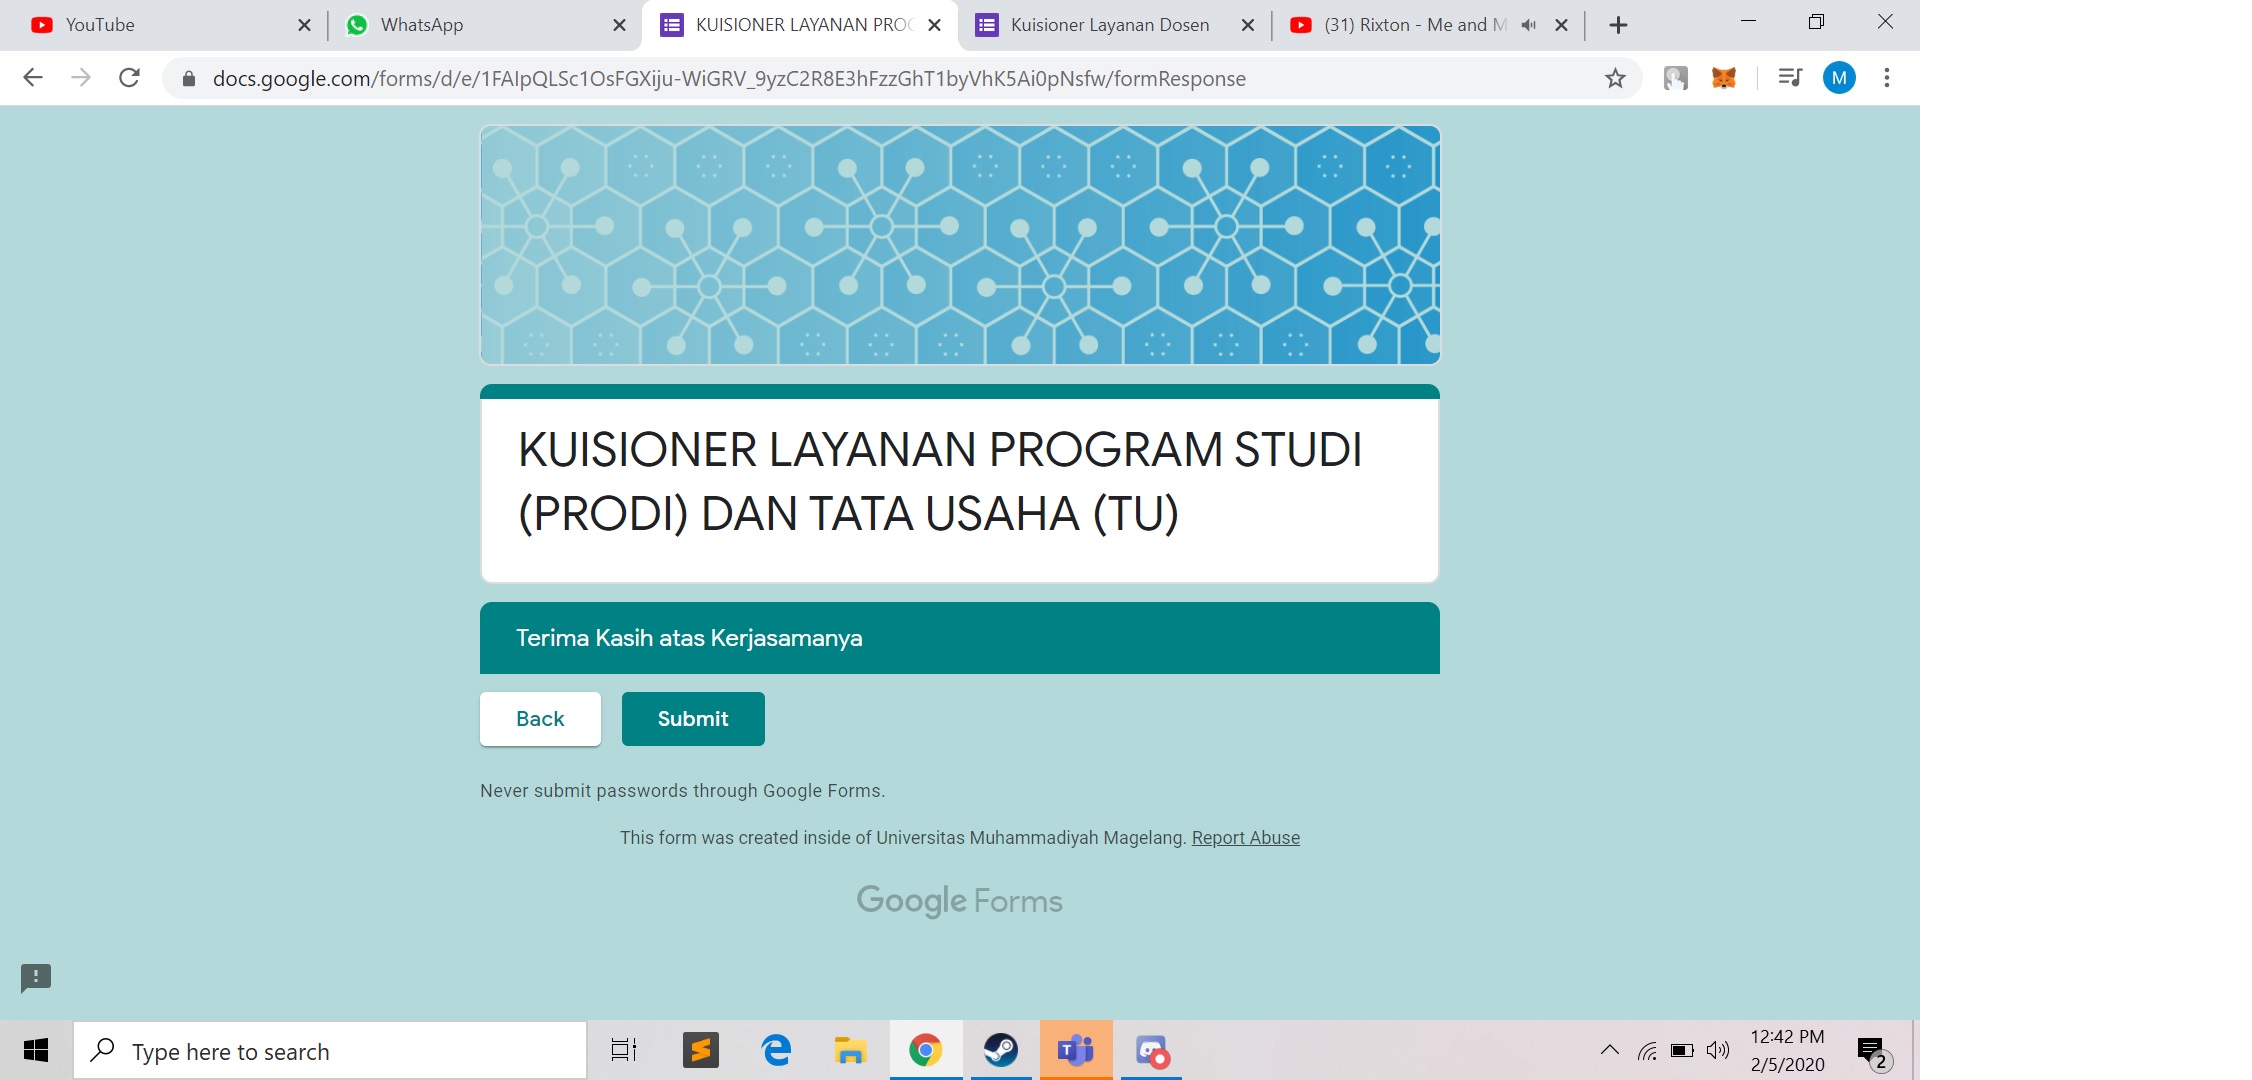 YouTube
WhatsApp
KUISIONER LAYANAN PROG
Kuisioner Layanan Dosen
(31) Rixton - Me and M
docs.google.com/forms/d/e/1FAIpQLSc1OsFGXiju-WiGRV_9yzC2R8E3hFzzGhT1byVhK5Ai0pNsfw/formResponse
M
KUISIONER LAYANAN PROGRAM STUDI
(PRODI) DAN TATA USAHA (TU)
Terima Kasih atas Kerjasamanya
Back
Submit
Never submit passwords through Google Forms.
This form was created inside of Universitas Muhammadiyah Magelang. Report Abuse
Google Forms
Type here to search
12:42 PM
2/5/2020
2